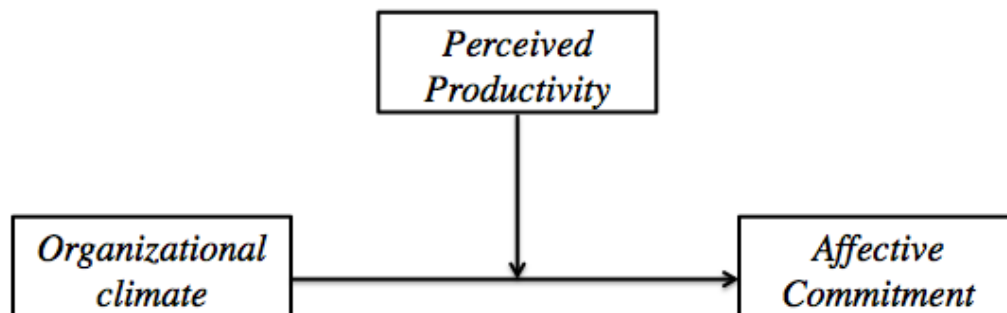 Perceived
Productivity
Organizational
climate
Affective
Commitment